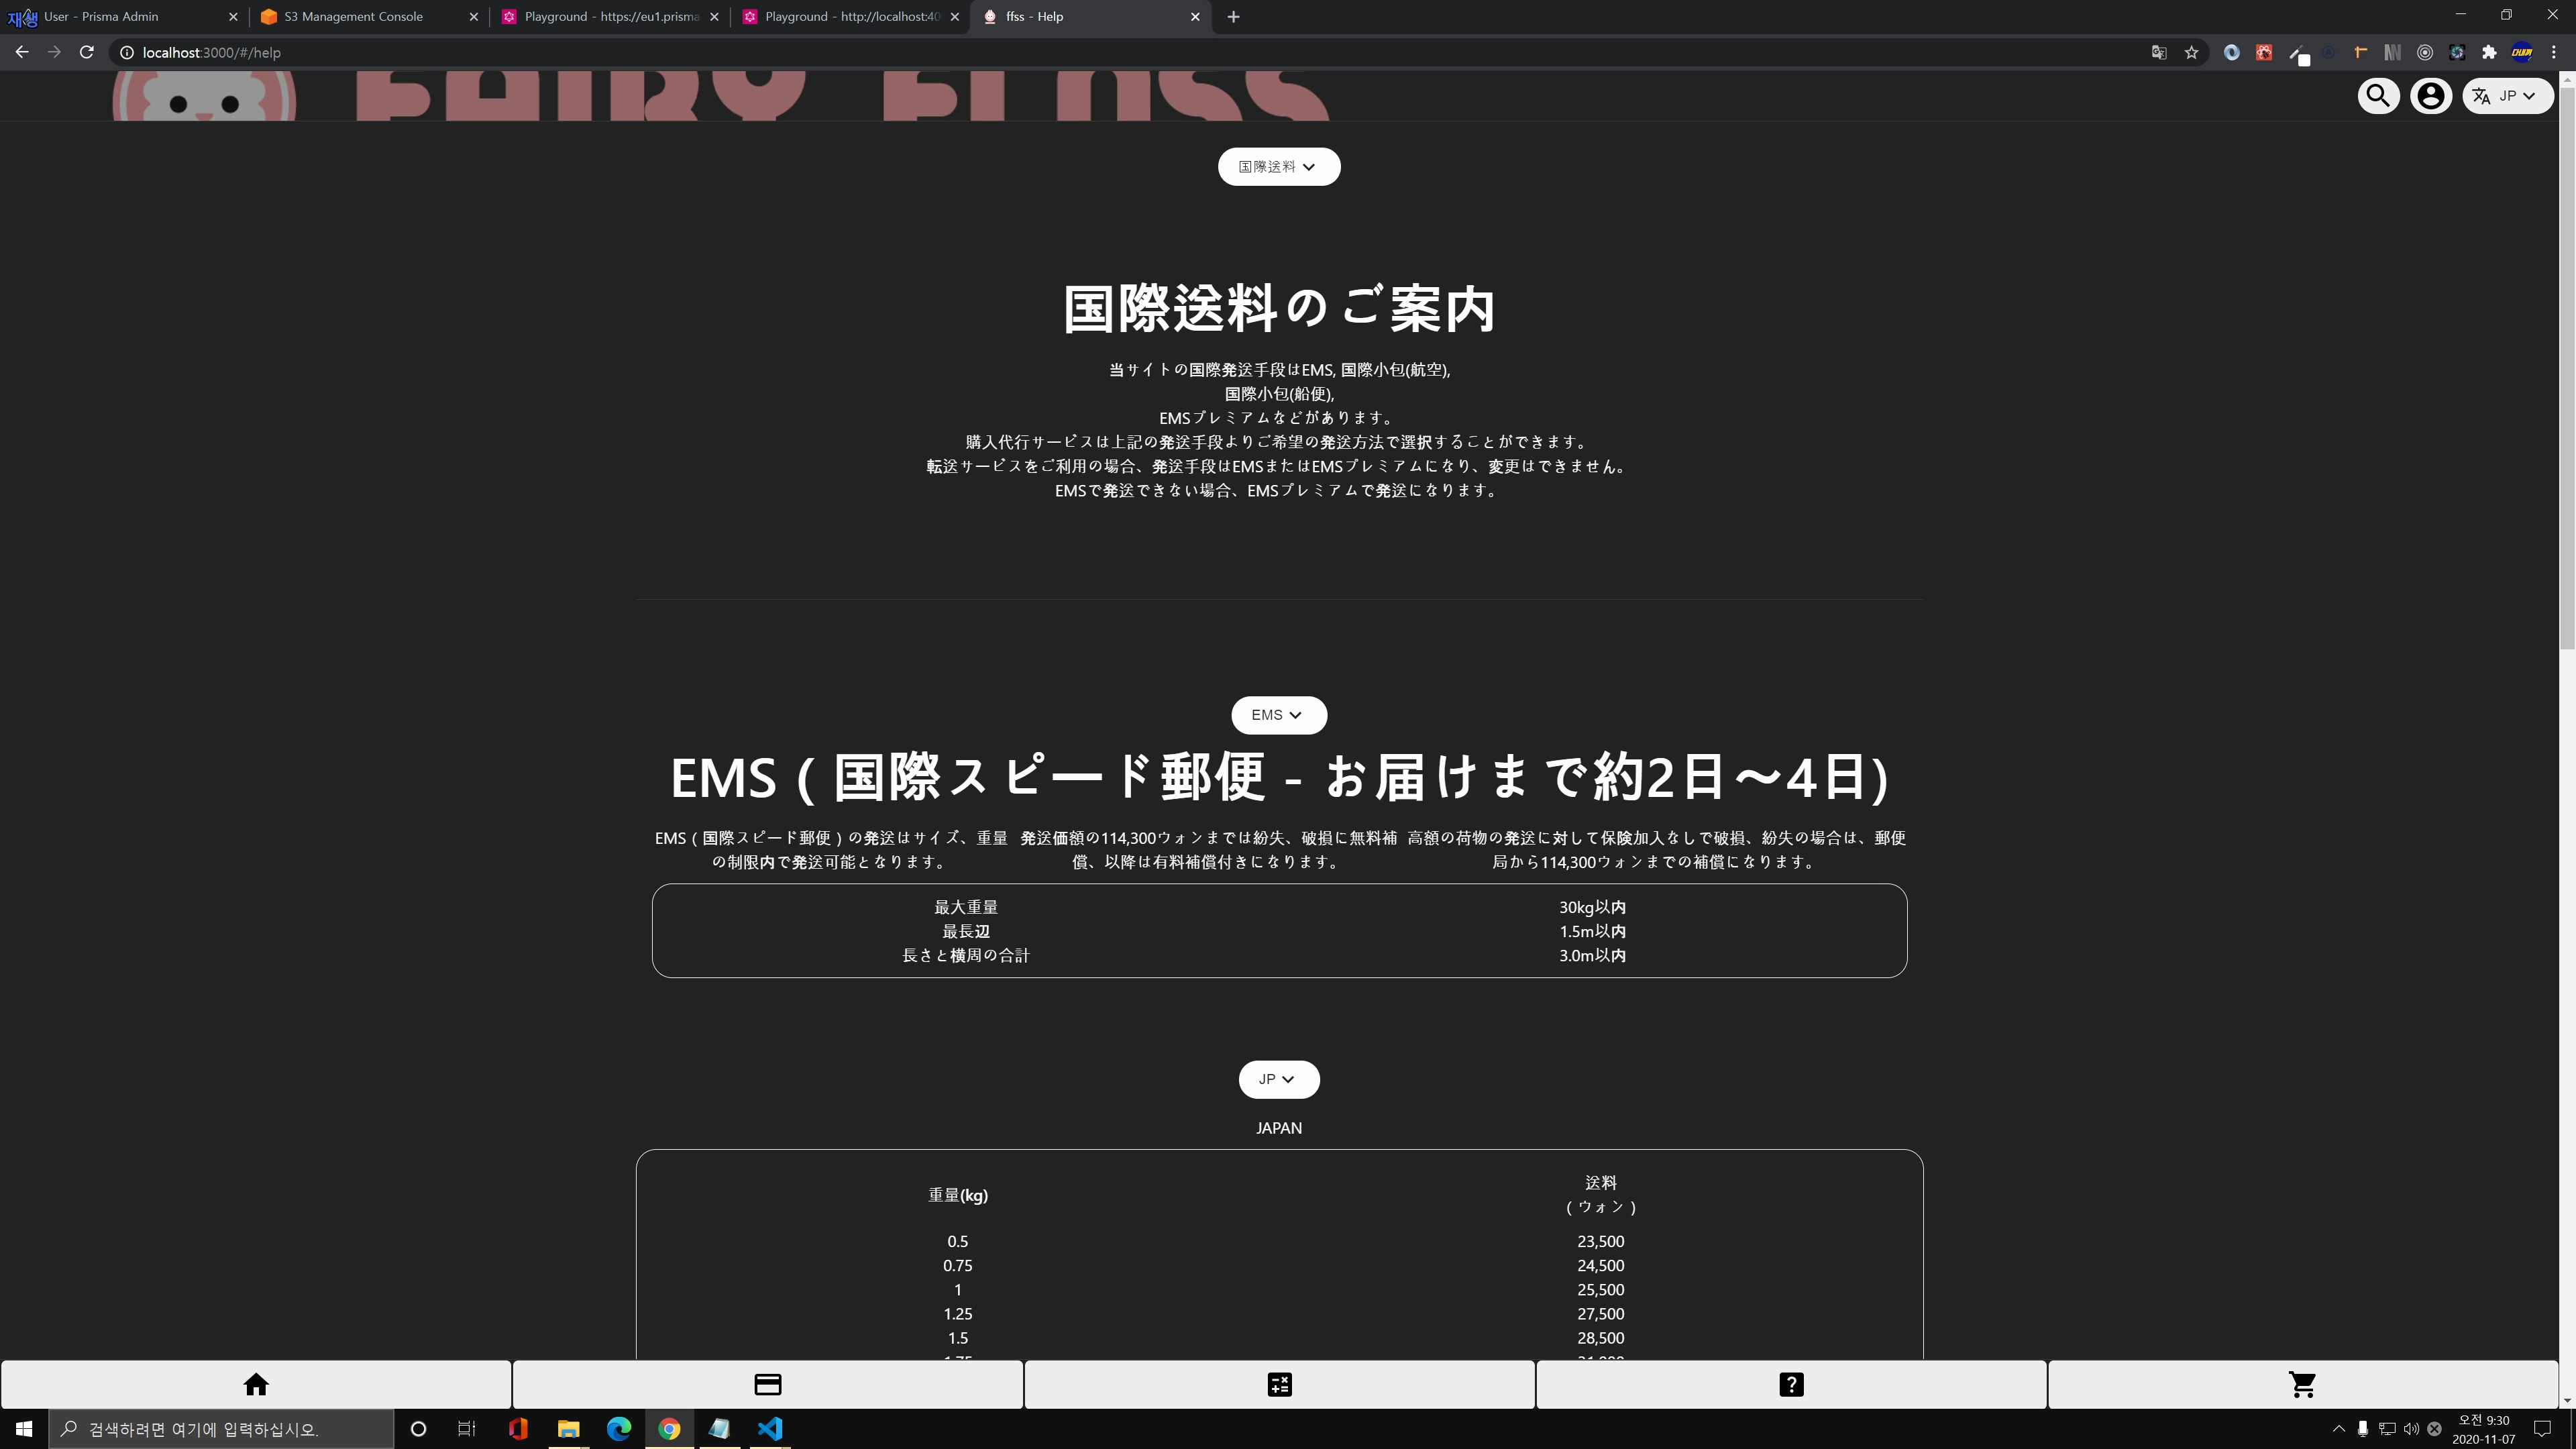 재생 User - Prisma Admin
S3 Management Console
Playground - https://eu1.prisma
Playground - http://localhost:40
ffss - Help
localhost:3000/#/help
FAIRY FLOSS
JP
国際送料
国際送料のご案内
当サイトの国際発送手段はEMS, 国際小包(航空),
国際小包(船便),
EMSプレミアムなどがあります。
購入代行サービスは上記の発送手段よりご希望の発送方法で選択することができます。
転送サービスをご利用の場合、発送手段はEMSまたはEMSプレミアムになり、変更はできません。
EMSで発送できない場合、EMSプレミアムで発送になります。
EMS
EMS ( 国際スピード郵便 - お届けまで約2日～4日)
EMS ( 国際スピード郵便 ) の発送はサイズ、重量
の制限内で発送可能となります。
発送価額の114,300ウォンまでは紛失、破損に無料補
償、以降は有料補償付きになります。
高額の荷物の発送に対して保険加入なしで破損、紛失の場合は、郵便
局から114,300ウォンまでの補償になります。
最大重量 30kg以内
最長辺 1.5m以内
長さと横周の合計 3.0m以内
JP
JAPAN
重量(kg)
送料
( ウォン )
0.5 23,500
0.75 24,500
1 25,500
1.25 27,500
1.5 28,500
검색하려면 여기에 입력하십시오.
오전 9:30
2020-11-07